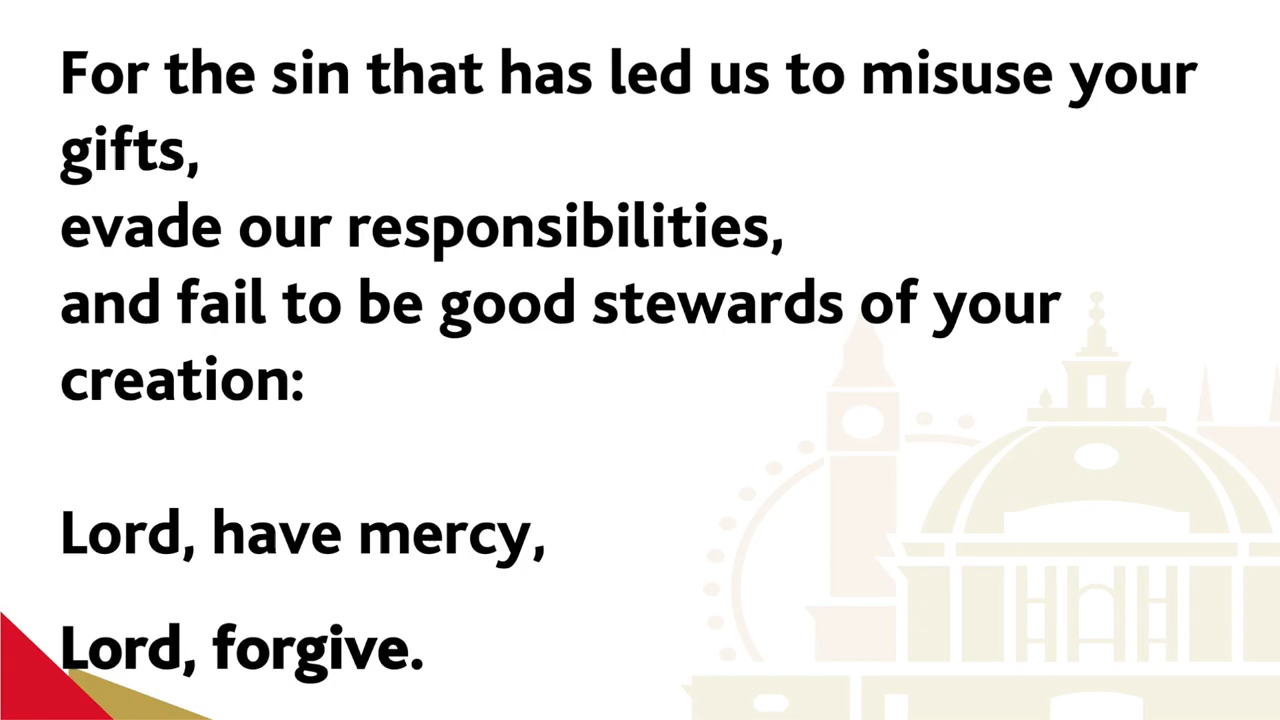 For the sin that has led us to misuse your
gifts,
evade our responsibilities,
and fail to be good stewards of your
creation:
Lord, have mercy,
Lord, forgive.